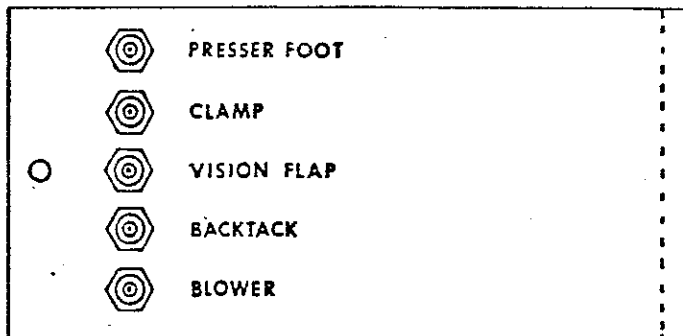 PRESSER FOOT
CLAMP
VISION FLAP
BACKTACK
BLOWER